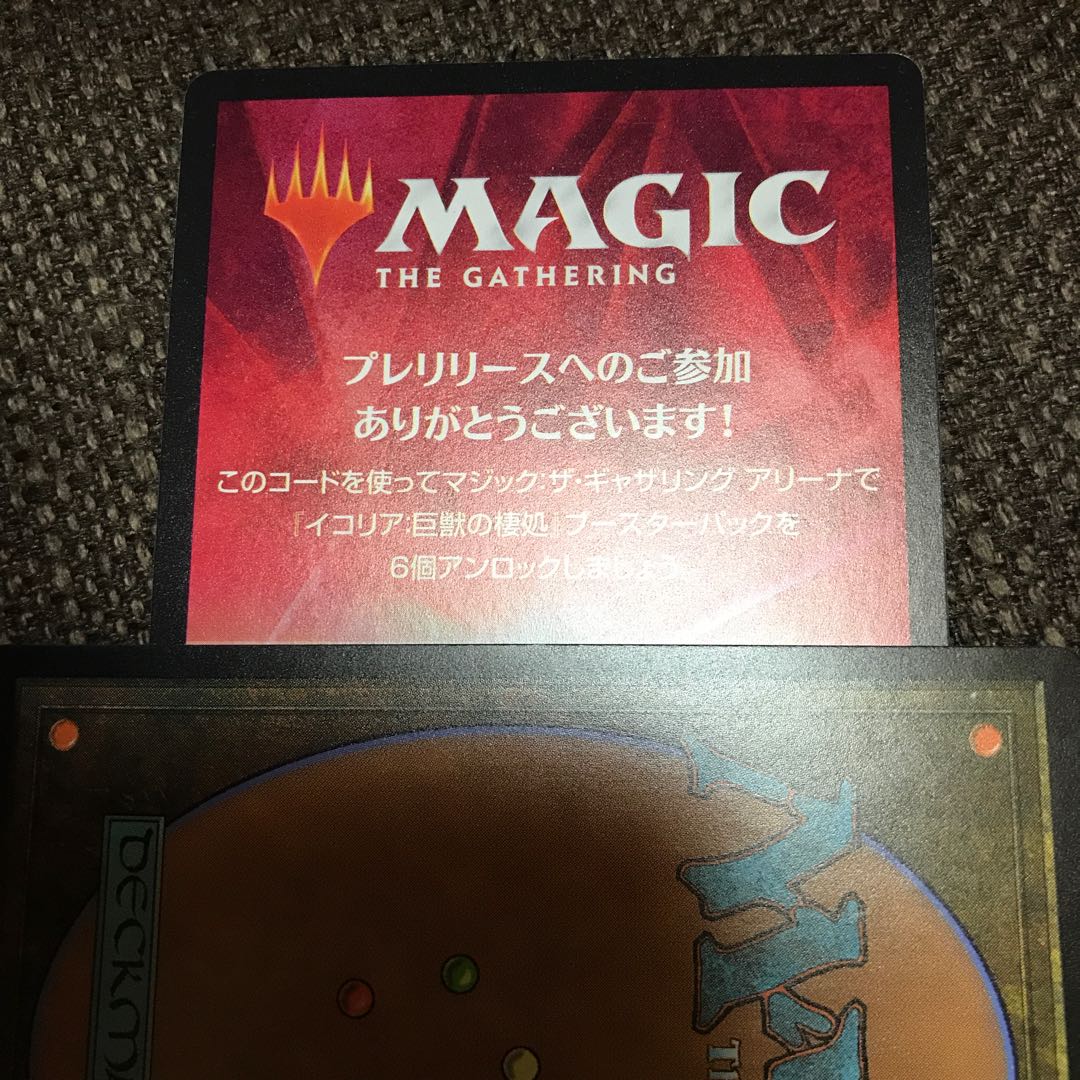 MAGIC
THE GATHERING
プレリリースへのご参加
ありがとうございます!
このコードを使ってマジック:ザ・ギャザリング アリーナで
『イコリア:巨獣の棲処』ブースターパックを
6個アンロックしましょう。
DECKM
MA
T